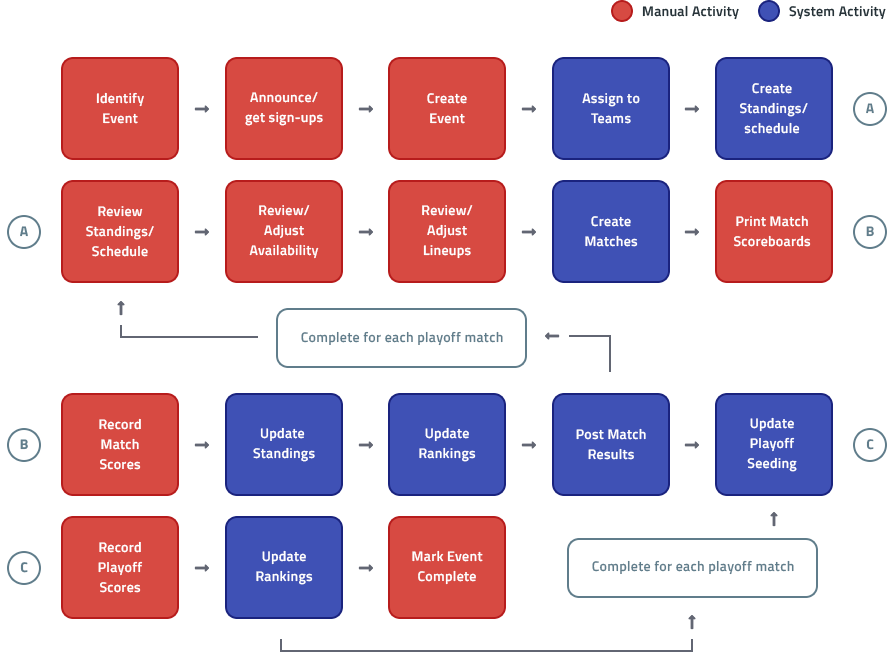 Manual Activity
System Activity
Identify
Event
Announce/
get sign-ups
Create
Event
Assign to
Teams
Create
Standings/
schedule
A
A
Review
Standings/
Schedule
Review/
Adjust
Availability
Review/
Adjust
Lineups
Create
Matches
Print Match
Scoreboards
B
Complete for each playoff match
B
Record
Match
Scores
Update
Standings
Update
Rankings
Post Match
Results
Update
Playoff
Seeding
C
C
Record
Playoff
Scores
Update
Rankings
Mark Event
Complete
Complete for each playoff match